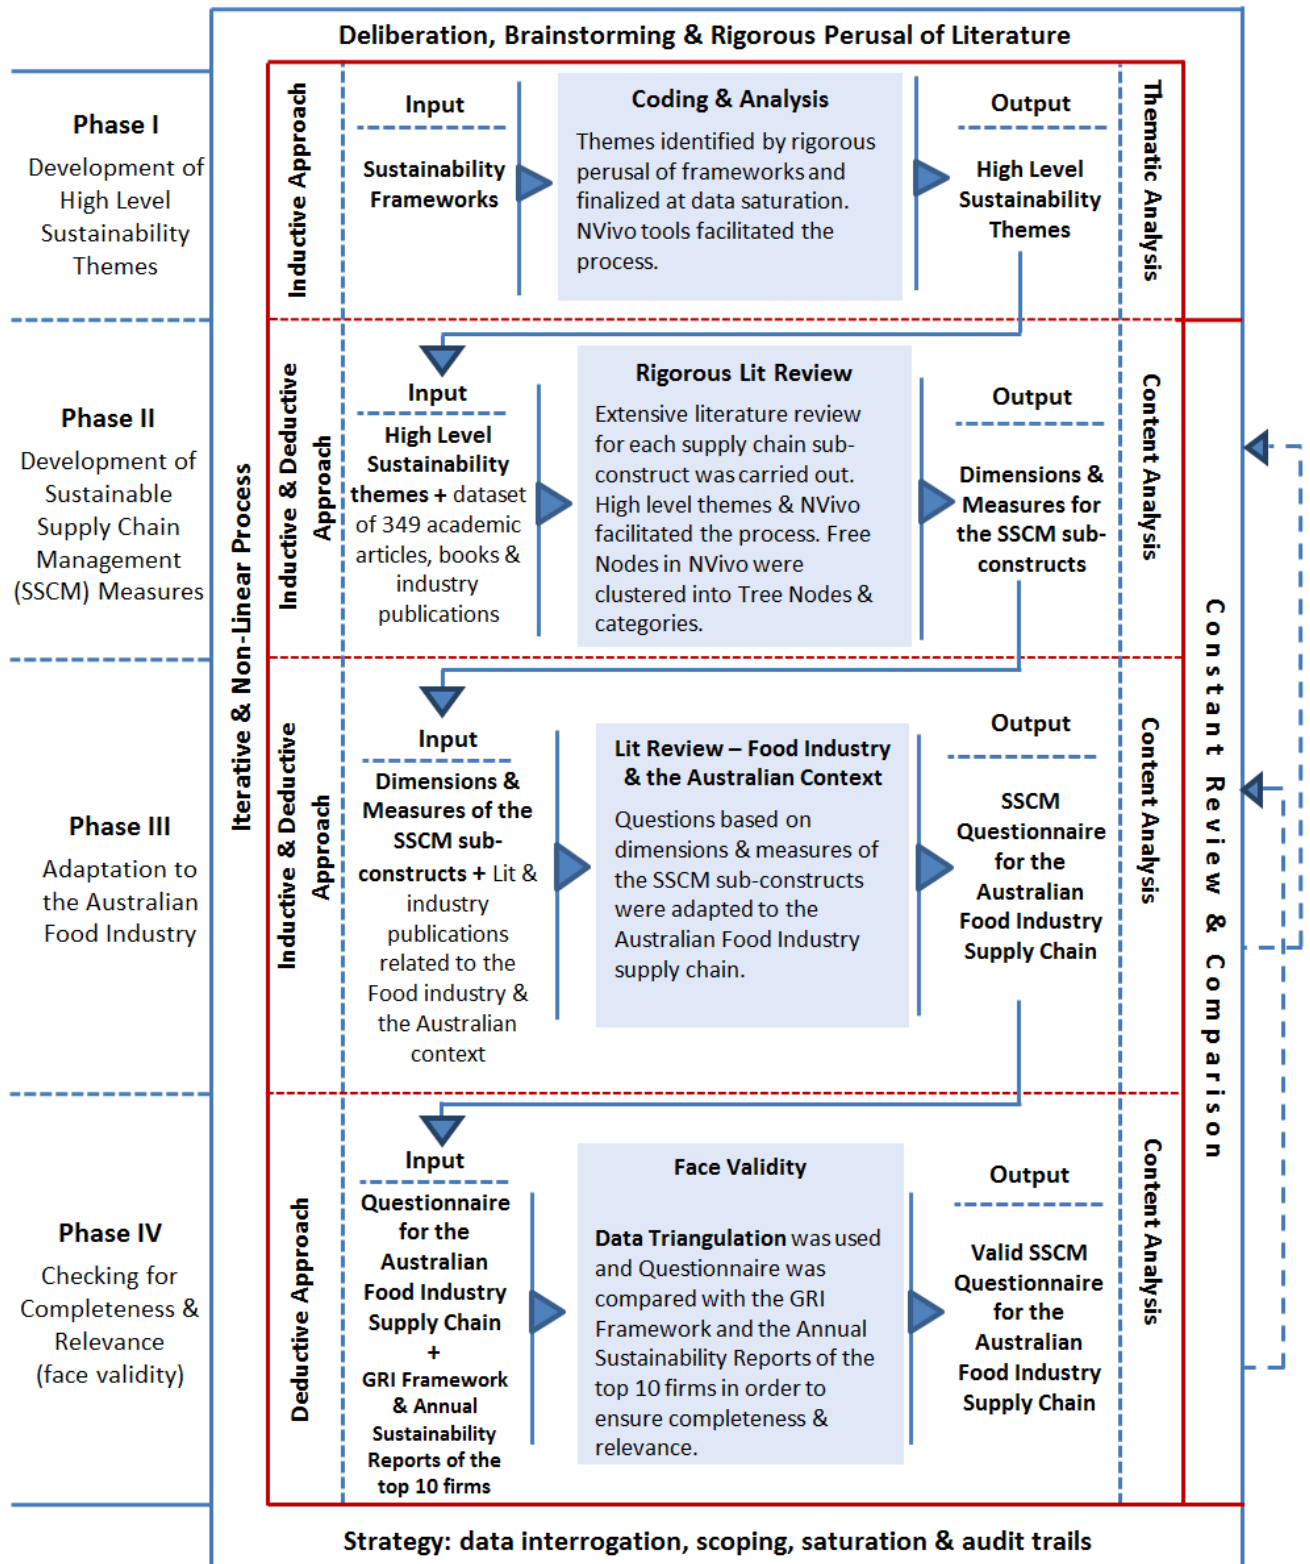 Deliberation, Brainstorming & Rigorous Perusal of Literature
Iterative & Non-Linear Process
Phase I
Development of
High Level
Sustainability
Themes
Inductive Approach
Input
Sustainability
Frameworks
Coding & Analysis
Themes identified by rigorous
perusal of frameworks and
finalized at data saturation.
NVivo tools facilitated the
process.
Output
High Level
Sustainability
Themes
Thematic Analysis
Phase II
Development of
Sustainable
Supply Chain
Management
(SSCM) Measures
Inductive & Deductive
Approach
Input
High Level
Sustainability
themes + dataset
of 349 academic
articles, books &
industry
publications
Rigorous Lit Review
Extensive literature review
for each supply chain sub-
construct was carried out.
High level themes & NVivo
facilitated the process. Free
Nodes in NVivo were
clustered into Tree Nodes &
categories.
Output
Dimensions &
Measures for
the SSCM sub-
constructs
Content Analysis
Phase III
Adaptation to
the Australian
Food Industry
Inductive & Deductive
Approach
Input
Dimensions &
Measures of the
SSCM sub-
constructs + Lit &
industry
publications
related to the
Food industry &
the Australian
context
Lit Review – Food Industry
& the Australian Context
Questions based on
dimensions & measures of
the SSCM sub-constructs
were adapted to the
Australian Food Industry
supply chain.
Output
SSCM
Questionnaire
for the
Australian
Food Industry
Supply Chain
Content Analysis
Phase IV
Checking for
Completeness &
Relevance
(face validity)
Deductive Approach
Input
Questionnaire
for the
Australian
Food Industry
Supply Chain
+
GRI Framework
& Annual
Sustainability
Reports of the
top 10 firms
Face Validity
Data Triangulation was used
and Questionnaire was
compared with the GRI
Framework and the Annual
Sustainability Reports of the
top 10 firms in order to
ensure completeness &
relevance.
Output
Valid SSCM
Questionnaire
for the
Australian
Food Industry
Supply Chain
Content Analysis
Constant Review & Comparison
Strategy: data interrogation, scoping, saturation & audit trails